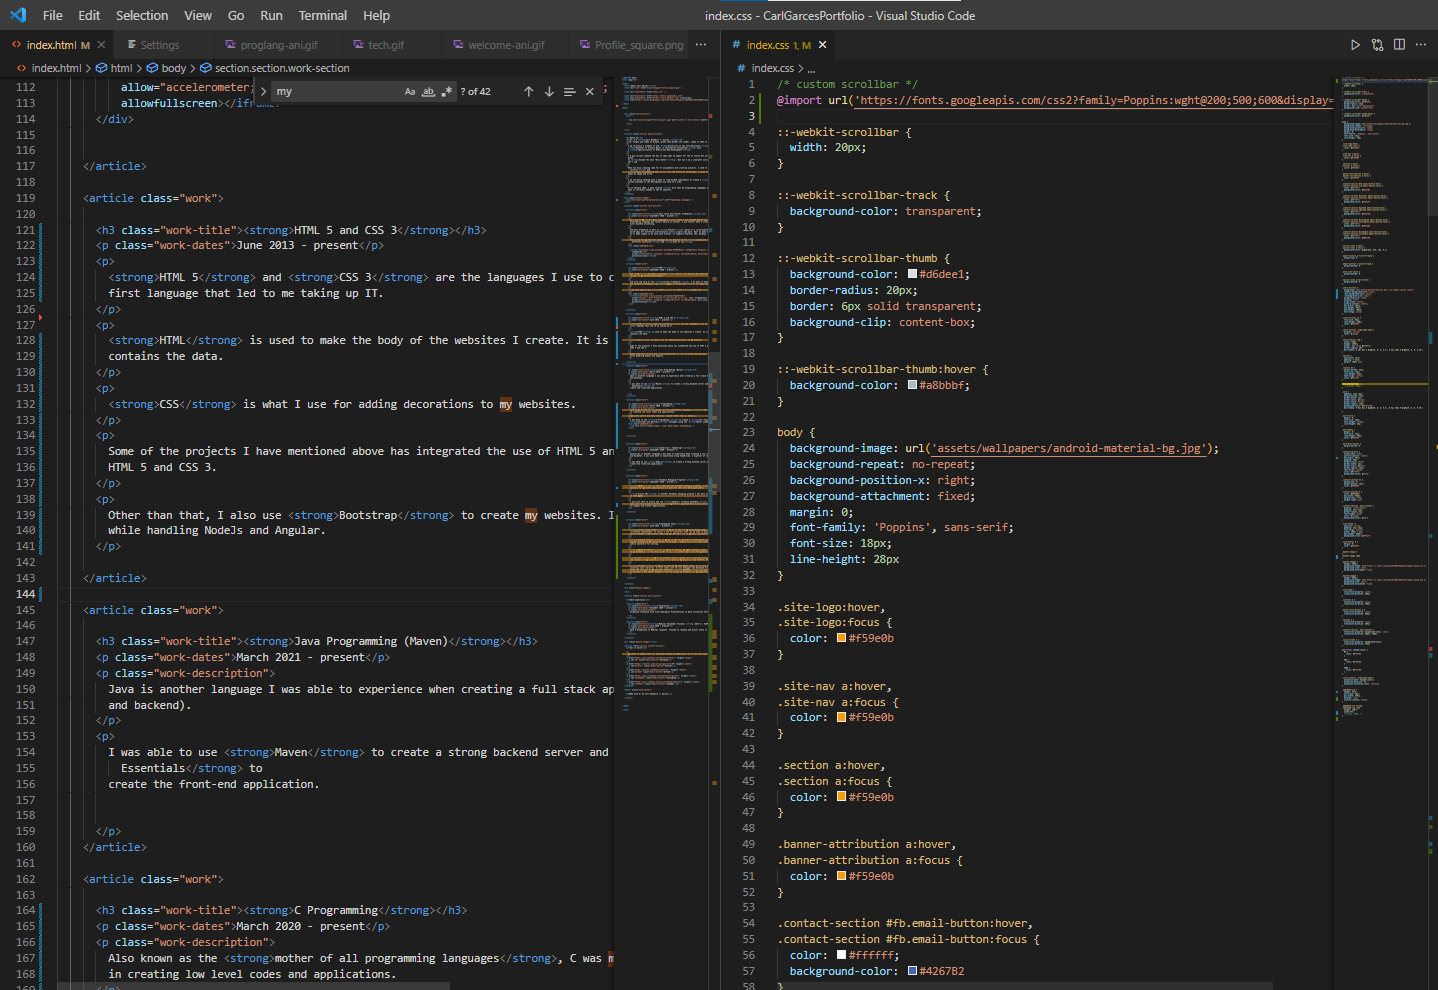 File Edit Selection View Go Run Terminal Help
index.css - CarlGarcesPortfolio - Visual Studio Code
index.html M
Settings
proglang-ani.gif
tech.gif
welcome-ani.gif
Profile_square.png
index.html > html > body > section.section.work-section
my
Aa ab .* ? of 42
112 allow="accelerometer;
113 allowfullscreen></iframe>
114 </div>
115
116
117 </article>
118
119 <article class="work">
120
121 <h3 class="work-title"><strong>HTML 5 and CSS 3</strong></h3>
122 <p class="work-dates">June 2013 - present</p>
123 <p>
124 <strong>HTML 5</strong> and <strong>CSS 3</strong> are the languages I use to c
125 first language that led to me taking up IT.
126 </p>
127 <p>
128 <strong>HTML</strong> is used to make the body of the websites I create. It is
129 contains the data.
130 </p>
131 <p>
132 <strong>CSS</strong> is what I use for adding decorations to my websites.
133 </p>
134 <p>
135 Some of the projects I have mentioned above has integrated the use of HTML 5 an
136 HTML 5 and CSS 3.
137 </p>
138 <p>
139 Other than that, I also use <strong>Bootstrap</strong> to create my websites. I
140 while handling NodeJs and Angular.
141 </p>
142
143 </article>
144
145 <article class="work">
146
147 <h3 class="work-title"><strong>Java Programming (Maven)</strong></h3>
148 <p class="work-dates">March 2021 - present</p>
149 <p class="work-description">
150 Java is another language I was able to experience when creating a full stack ap
151 and backend).
152 </p>
153 <p>
154 I was able to use <strong>Maven</strong> to create a strong backend server and
155 Essentials</strong> to
156 create the front-end application.
157
158
159 </p>
160 </article>
161
162 <article class="work">
163
164 <h3 class="work-title"><strong>C Programming</strong></h3>
165 <p class="work-dates">March 2020 - present</p>
166 <p class="work-description">
167 Also known as the <strong>mother of all programming languages</strong>, C was m
168 in creating low level codes and applications.
169 </p>
index.css 1, M
index.css > ...
1 /* custom scrollbar */
2 @import url('https://fonts.googleapis.com/css2?family=Poppins:wght@200;500;600&display=
3
4 ::-webkit-scrollbar {
5 width: 20px;
6 }
7
8 ::-webkit-scrollbar-track {
9 background-color: transparent;
10 }
11
12 ::-webkit-scrollbar-thumb {
13 background-color: #d6dee1;
14 border-radius: 20px;
15 border: 6px solid transparent;
16 background-clip: content-box;
17 }
18
19 ::-webkit-scrollbar-thumb:hover {
20 background-color: #a8bbbf;
21 }
22
23 body {
24 background-image: url('assets/wallpapers/android-material-bg.jpg');
25 background-repeat: no-repeat;
26 background-position-x: right;
27 background-attachment: fixed;
28 margin: 0;
29 font-family: 'Poppins', sans-serif;
30 font-size: 18px;
31 line-height: 28px
32 }
33
34 .site-logo:hover,
35 .site-logo:focus {
36 color: #f59e0b
37 }
38
39 .site-nav a:hover,
40 .site-nav a:focus {
41 color: #f59e0b
42 }
43
44 .section a:hover,
45 .section a:focus {
46 color: #f59e0b
47 }
48
49 .banner-attribution a:hover,
50 .banner-attribution a:focus {
51 color: #f59e0b
52 }
53
54 .contact-section #fb.email-button:hover,
55 .contact-section #fb.email-button:focus {
56 color: #ffffff;
57 background-color: #4267B2
58 }